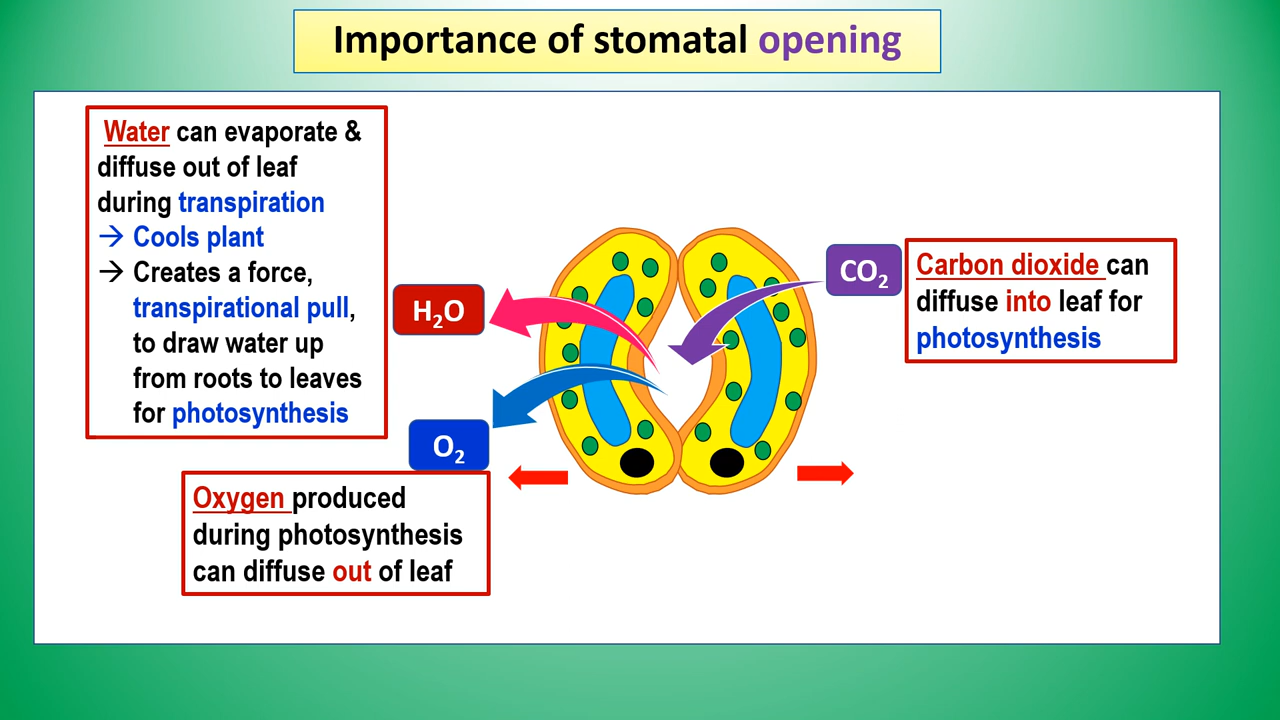 Importance of stomatal opening
Water can evaporate &
diffuse out of leaf
during transpiration
→ Cools plant
→ Creates a force,
transpirational pull,
to draw water up
from roots to leaves
for photosynthesis
H₂O
O₂
Oxygen produced
during photosynthesis
can diffuse out of leaf
CO₂
Carbon dioxide can
diffuse into leaf for
photosynthesis